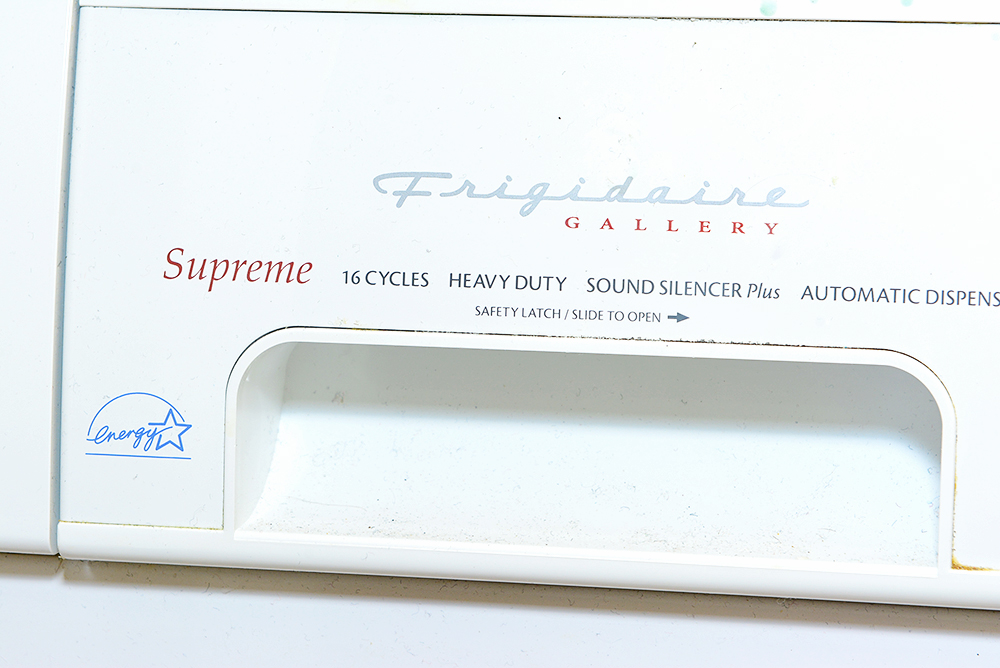 Frigidaire
GALLERY
Supreme 16 CYCLES HEAVY DUTY SOUND SILENCER Plus AUTOMATIC DISPENS
SAFETY LATCH / SLIDE TO OPEN
energy